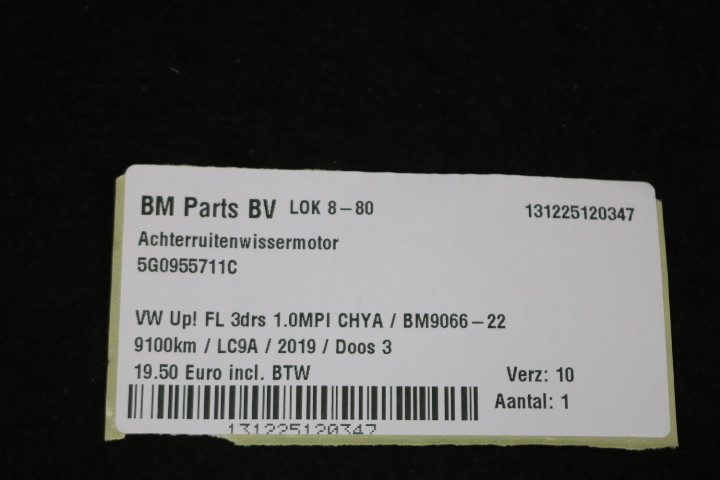 BM Parts BV LOK 8-80 131225120347
Achterruitenwissermotor
5G0955711C
VW Up! FL 3drs 1.0MPI CHYA / BM9066-22
9100km / LC9A / 2019 / Doos 3
19.50 Euro incl. BTW Verz: 10
Aantal: 1
131225120347